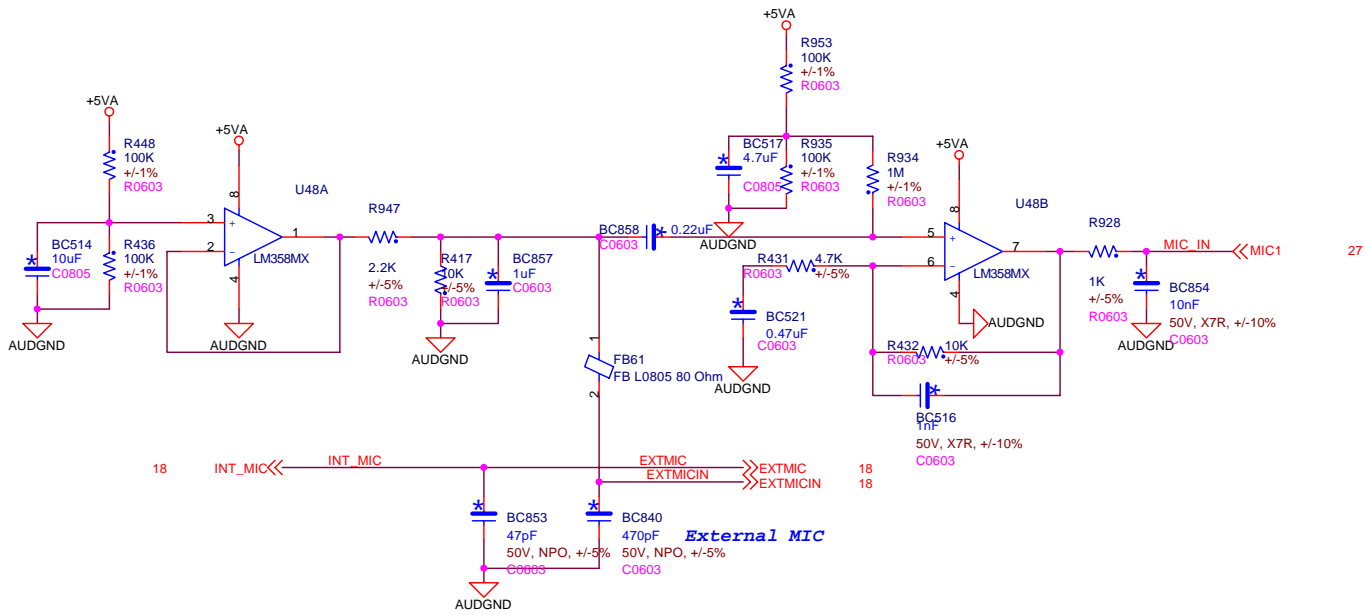 +5VA
R953
100K
+/-1%
R0603
+5VA
R448
100K
+/-1%
R0603
+5VA
8
U48A
3
+
2
-
1
4
LM358MX
BC514
10uF
C0805
R436
100K
+/-1%
R0603
AUDGND
AUDGND
R947
2.2K
+/-5%
R0603
R417
10K
+/-5%
R0603
BC857
1uF
C0603
AUDGND
BC858
C0603
0.22uF
BC517
4.7uF
C0805
R935
100K
+/-1%
R0603
R934
1M
+/-1%
R0603
AUDGND
+5VA
8
U48B
5
+
6
-
7
4
LM358MX
AUDGND
R431
4.7K
+/-5%
R0603
BC521
0.47uF
C0603
AUDGND
R432
10K
+/-5%
R0603
BC516
1nF
50V, X7R, +/-10%
C0603
R928
1K
+/-5%
R0603
MIC_IN
MIC1
27
BC854
10nF
50V, X7R, +/-10%
C0603
AUDGND
1
FB61
FB L0805 80 Ohm
2
18
INT_MIC
INT_MIC
EXTMIC
EXTMIC
18
EXTMICIN
EXTMICIN
18
BC853
47pF
50V, NPO, +/-5%
C0603
BC840
470pF
50V, NPO, +/-5%
C0603
External MIC
AUDGND